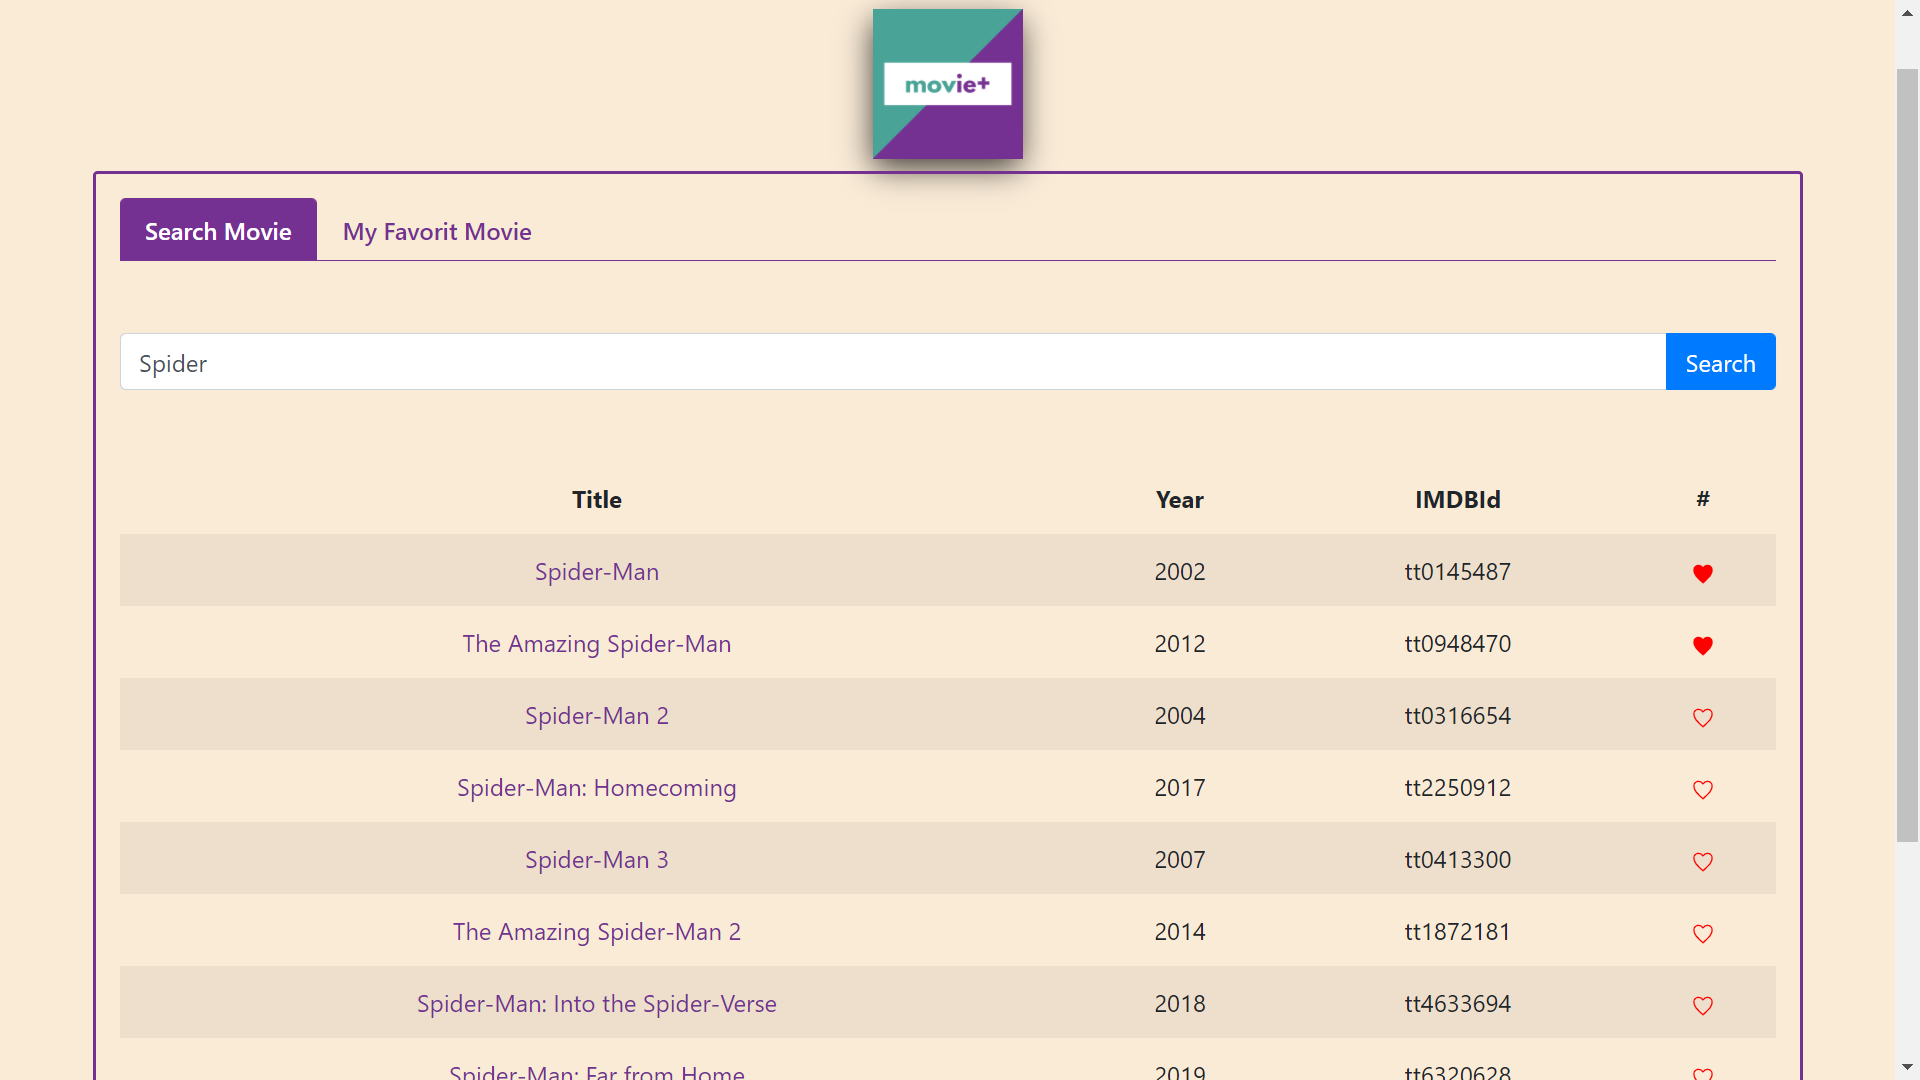 movie+
Search Movie My Favorit Movie
Spider Search
Title Year IMDBId #
Spider-Man 2002 tt0145487
The Amazing Spider-Man 2012 tt0948470
Spider-Man 2 2004 tt0316654
Spider-Man: Homecoming 2017 tt2250912
Spider-Man 3 2007 tt0413300
The Amazing Spider-Man 2 2014 tt1872181
Spider-Man: Into the Spider-Verse 2018 tt4633694
Spider-Man: Far from Home 2019 tt6320628